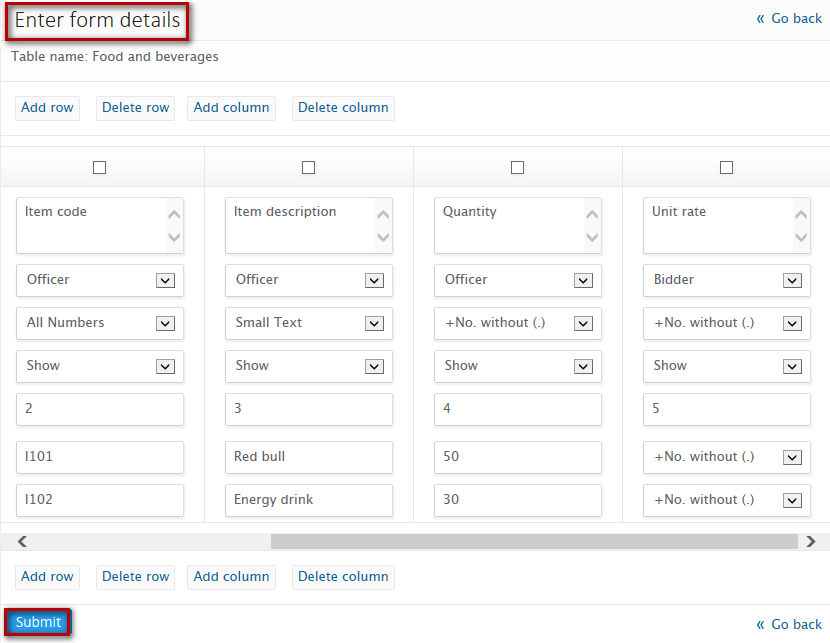 Enter form details
« Go back
Table name: Food and beverages
Add row Delete row Add column Delete column
Item code Item description Quantity Unit rate
Officer Officer Officer Bidder
All Numbers Small Text +No. without (.) +No. without (.)
Show Show Show Show
2 3 4 5
I101 Red bull 50 +No. without (.)
I102 Energy drink 30 +No. without (.)
Add row Delete row Add column Delete column
Submit
« Go back